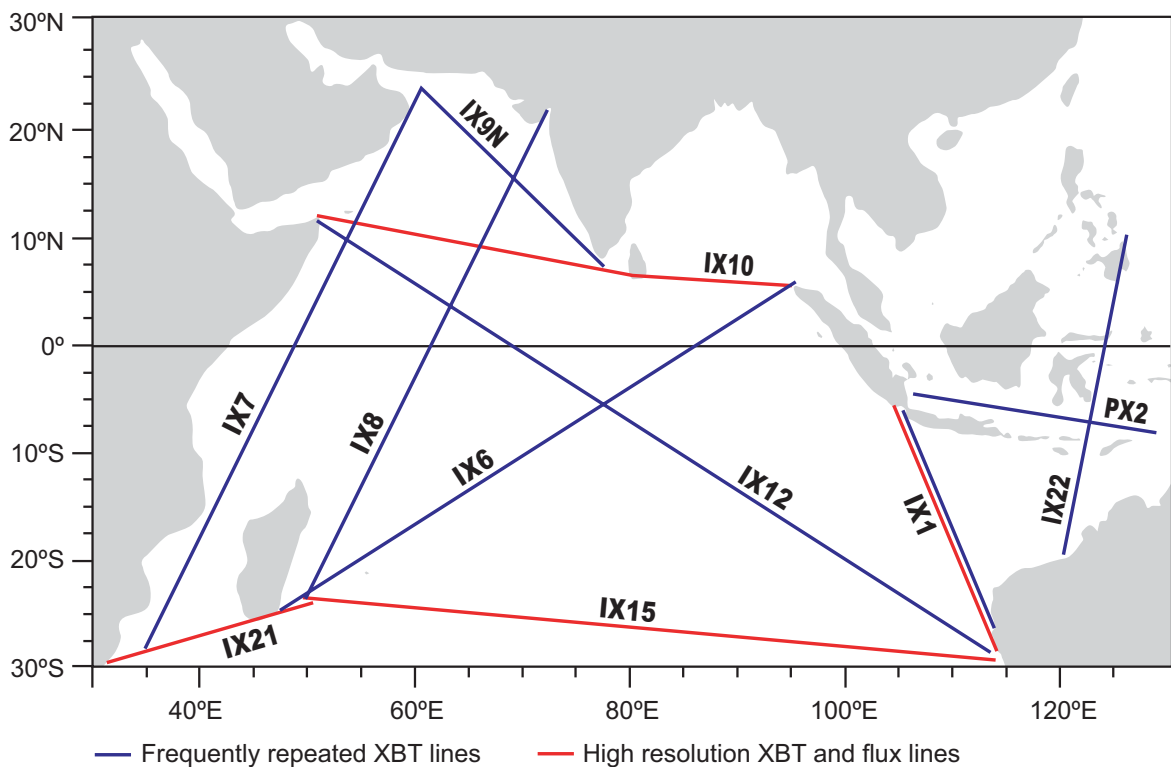 30ºN
20ºN
10ºN
0º
10ºS
20ºS
30ºS
IX9N
IX10
IX7
IX8
IX6
IX12
IX1
PX2
IX22
IX15
IX21
40ºE
60ºE
80ºE
100ºE
120ºE
Frequently repeated XBT lines
High resolution XBT and flux lines